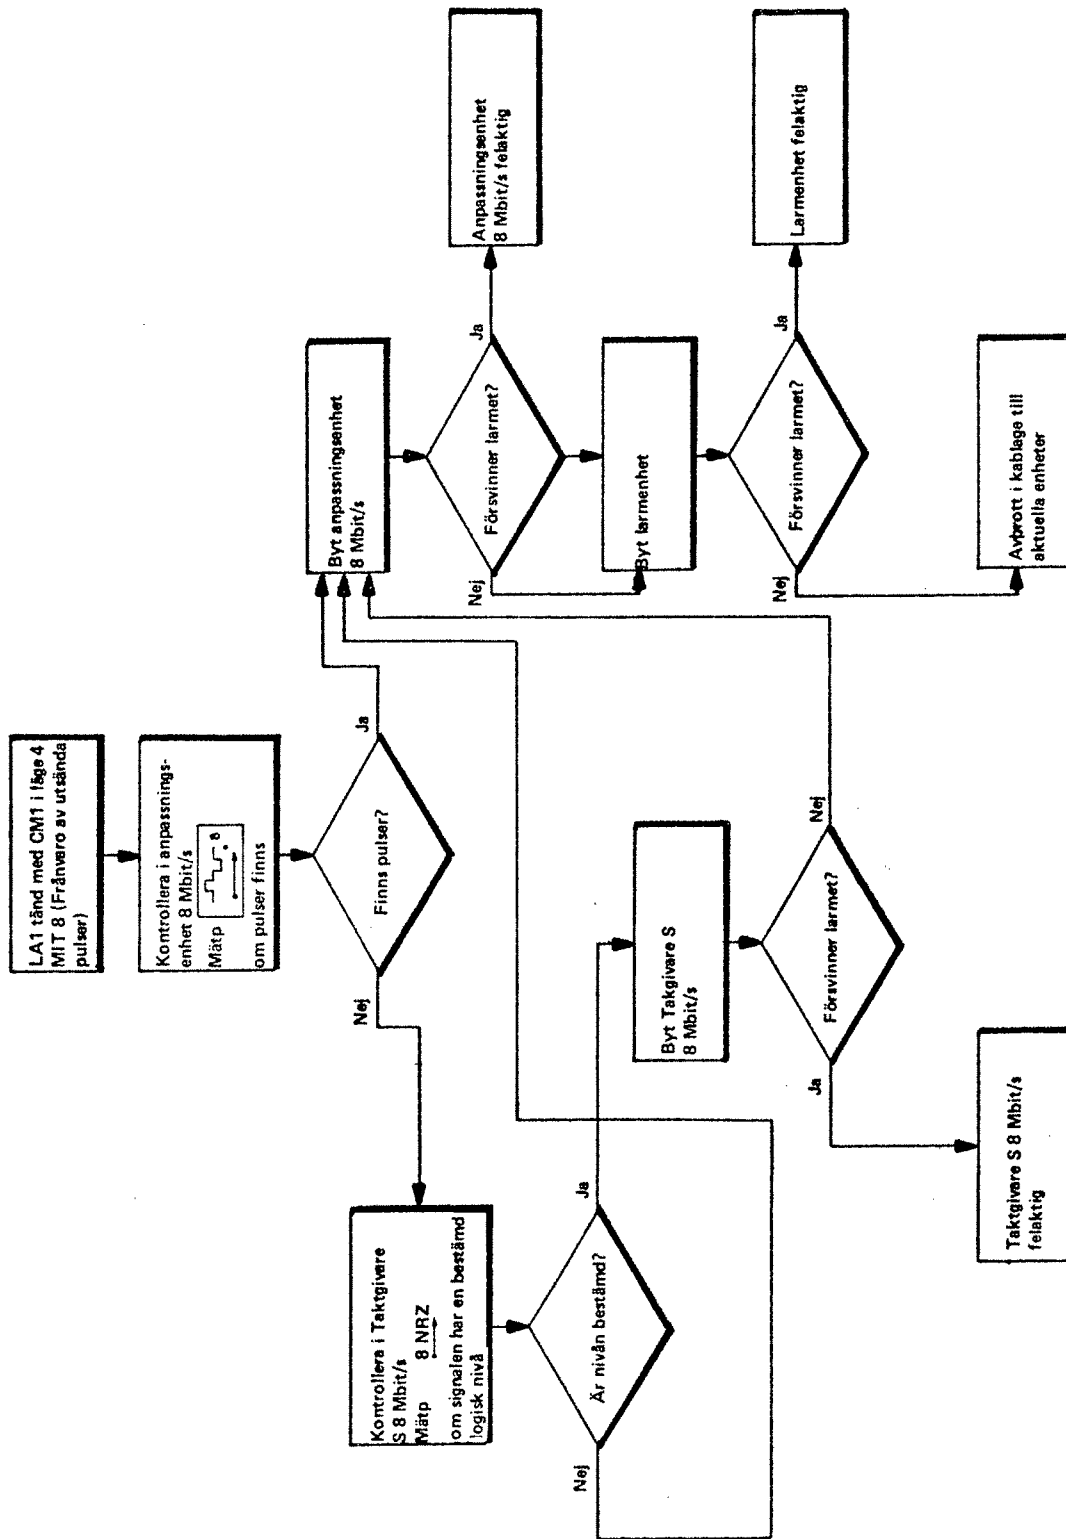 LA1 tänd med CM1 i läge 4
MIT 8 (Frånvaro av utsända
pulser)
Kontrollera i anpassnings-
enhet 8 Mbit/s
Mätp 8
om pulser finns
Finns pulser?
Nej
Ja
Kontrollera i Taktgivare
S 8 Mbit/s
Mätp 8 NRZ
om signalen har en bestämd
logisk nivå
Är nivån bestämd?
Nej
Ja
Byt Takgivare S
8 Mbit/s
Försvinner larmet?
Ja
Nej
Taktgivare S 8 Mbit/s
felaktig
Byt anpassningsenhet
8 Mbit/s
Försvinner larmet?
Nej
Ja
Anpassningsenhet
8 Mbit/s felaktig
Byt larmenhet
Försvinner larmet?
Nej
Ja
Larmenhet felaktig
Avbrott i kablage till
aktuella enheter